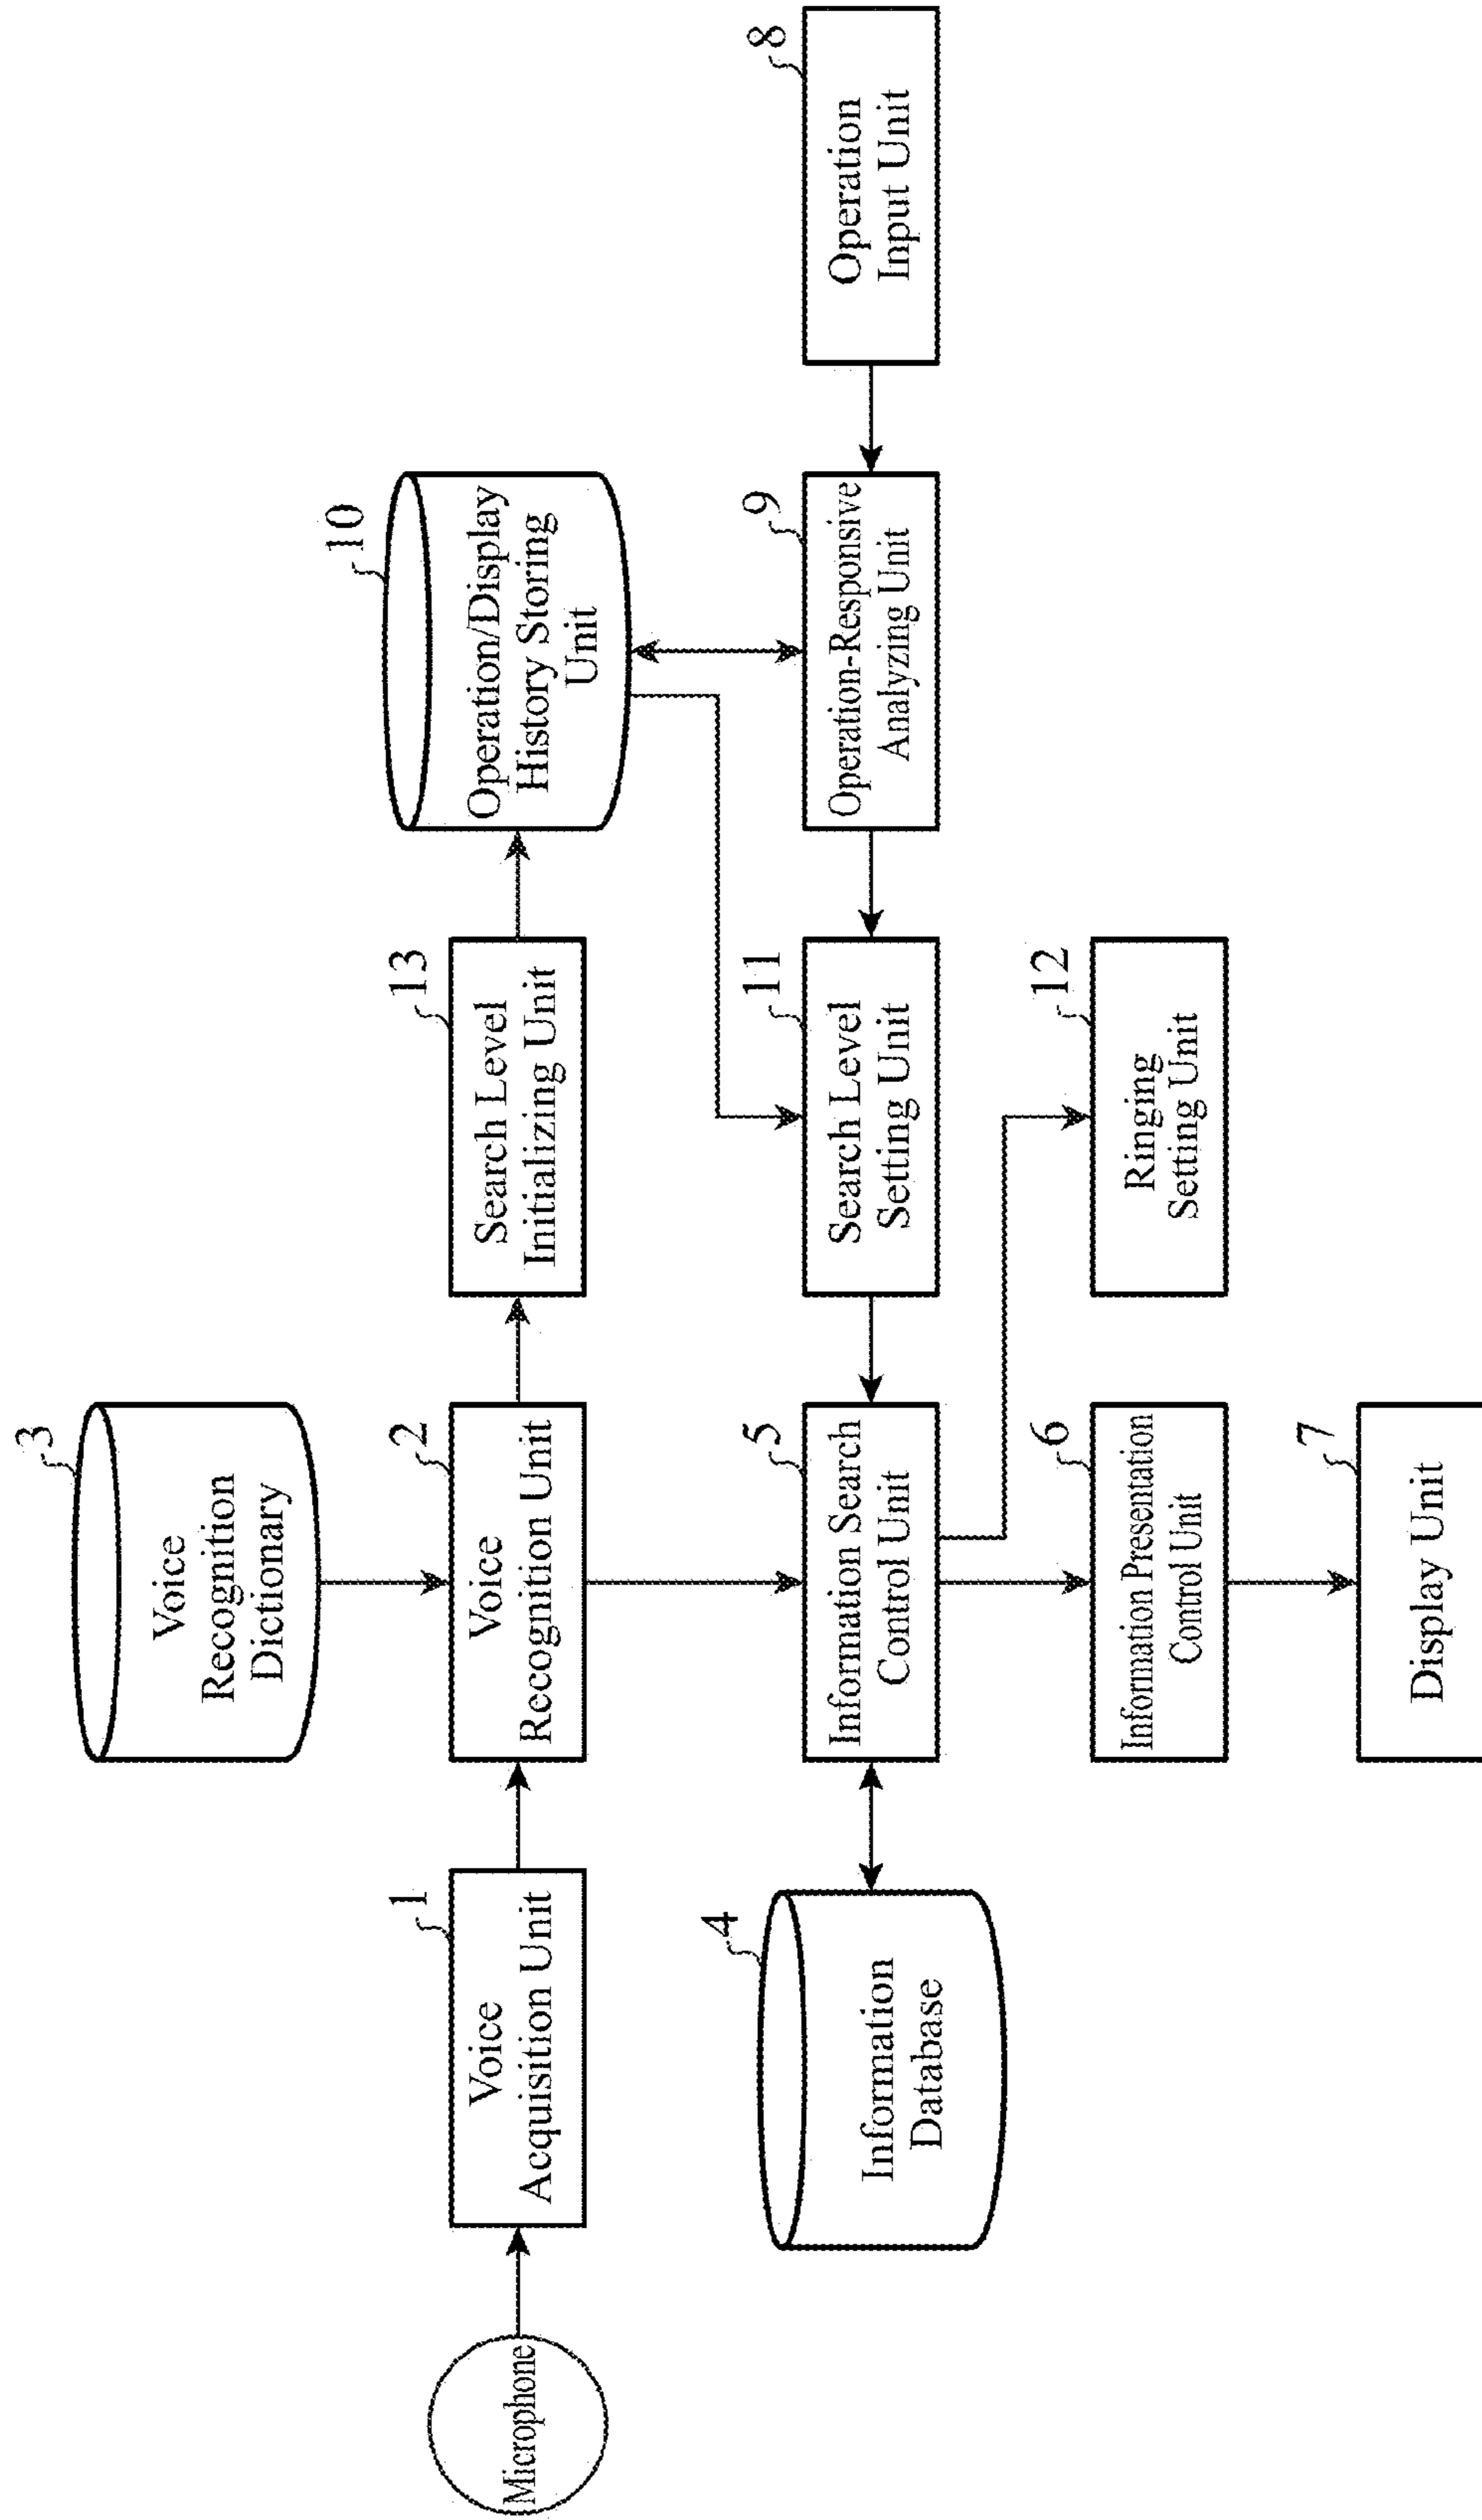 3
Voice
Recognition
Dictionary
10
Operation/Display
History Storing
Unit
Microphone
1
Voice
Acquisition Unit
2
Voice
Recognition Unit
13
Search Level
Initializing Unit
4
Information
Database
5
Information Search
Control Unit
11
Search Level
Setting Unit
9
Operation-Responsive
Analyzing Unit
8
Operation
Input Unit
6
Information Presentation
Control Unit
12
Ringing
Setting Unit
7
Display Unit